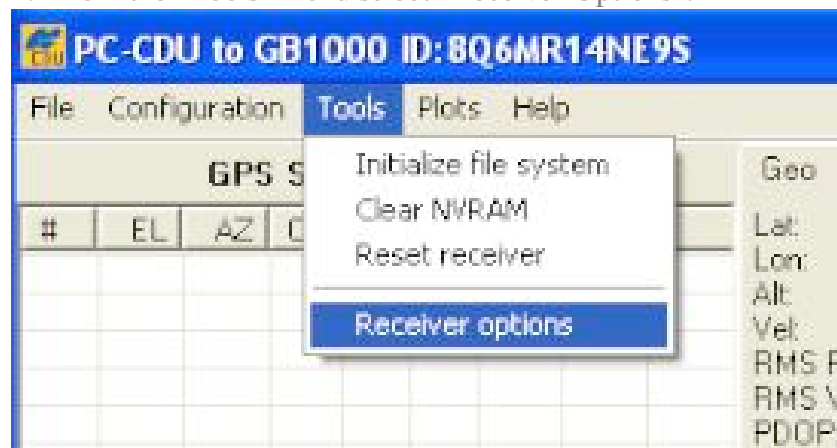 PC-CDU to GB1000 ID:8Q6MR14NE9S
File Configuration Tools Plots Help
Initialize file system
Clear NVRAM
Reset receiver
Receiver options
GPS S
# EL AZ C
Geo
Lat:
Lon:
Alt:
Vel:
RMS P
RMS V
PDOP